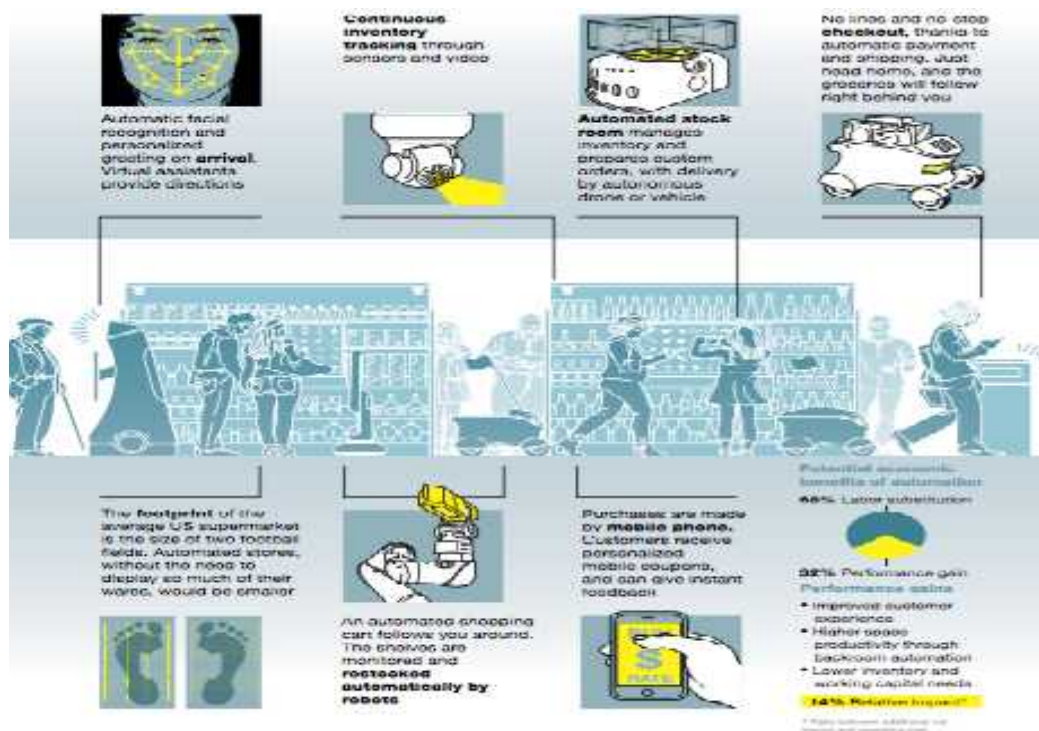 Automatic facial
recognition and
personalized
greeting on arrival.
Virtual assistants
provide directions
Continuous
inventory
tracking through
sensors and video
Automated stock
room manages
inventory and
prepares custom
orders, with delivery
by autonomous
drone or vehicle
No lines and no-stop
checkout, thanks to
automatic payment
and shipping. Just
head home, and the
groceries will follow
right behind you
The footprint of the
average US supermarket
is the size of two football
fields. Automated stores,
without the need to
display so much of their
wares, would be smaller
An automated shopping
cart follows you around.
The shelves are
monitored and
restocked
automatically by
robots
Purchases are made
by mobile phone.
Customers receive
personalized
mobile coupons,
and can give instant
feedback
$
RATE
Potential economic
benefits of automation
68% Labor substitution
32% Performance gain
Performance gains
• Improved customer
experience
• Higher space
productivity through
backroom automation
• Lower inventory and
working capital needs
14% Relative Impact*